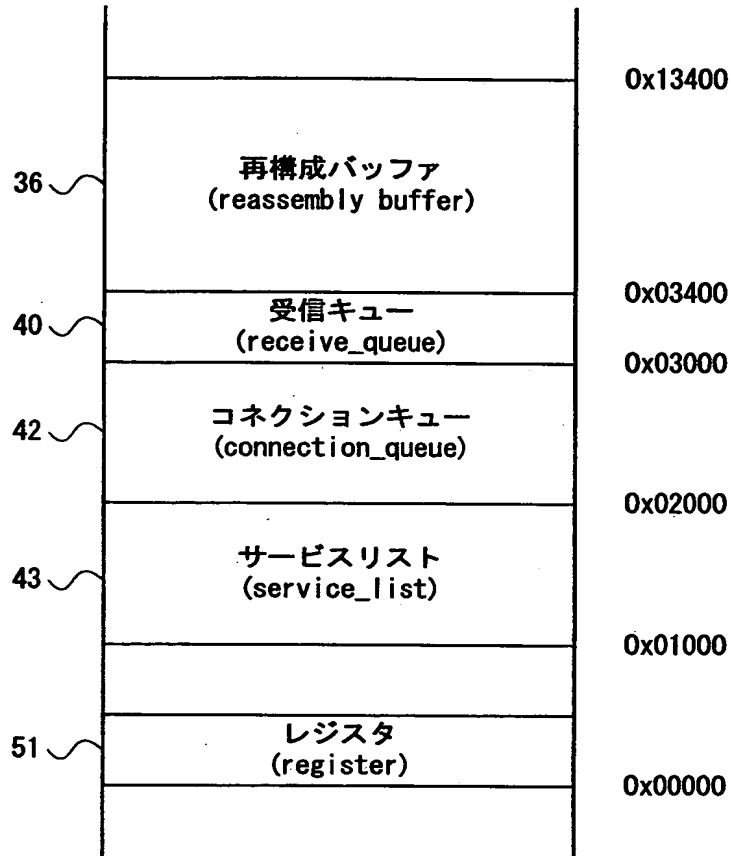 0x13400
36
再構成バッファ
(reassembly buffer)
0x03400
40
受信キュー
(receive_queue)
0x03000
42
コネクションキュー
(connection_queue)
0x02000
43
サービスリスト
(service_list)
0x01000
51
レジスタ
(register)
0x00000